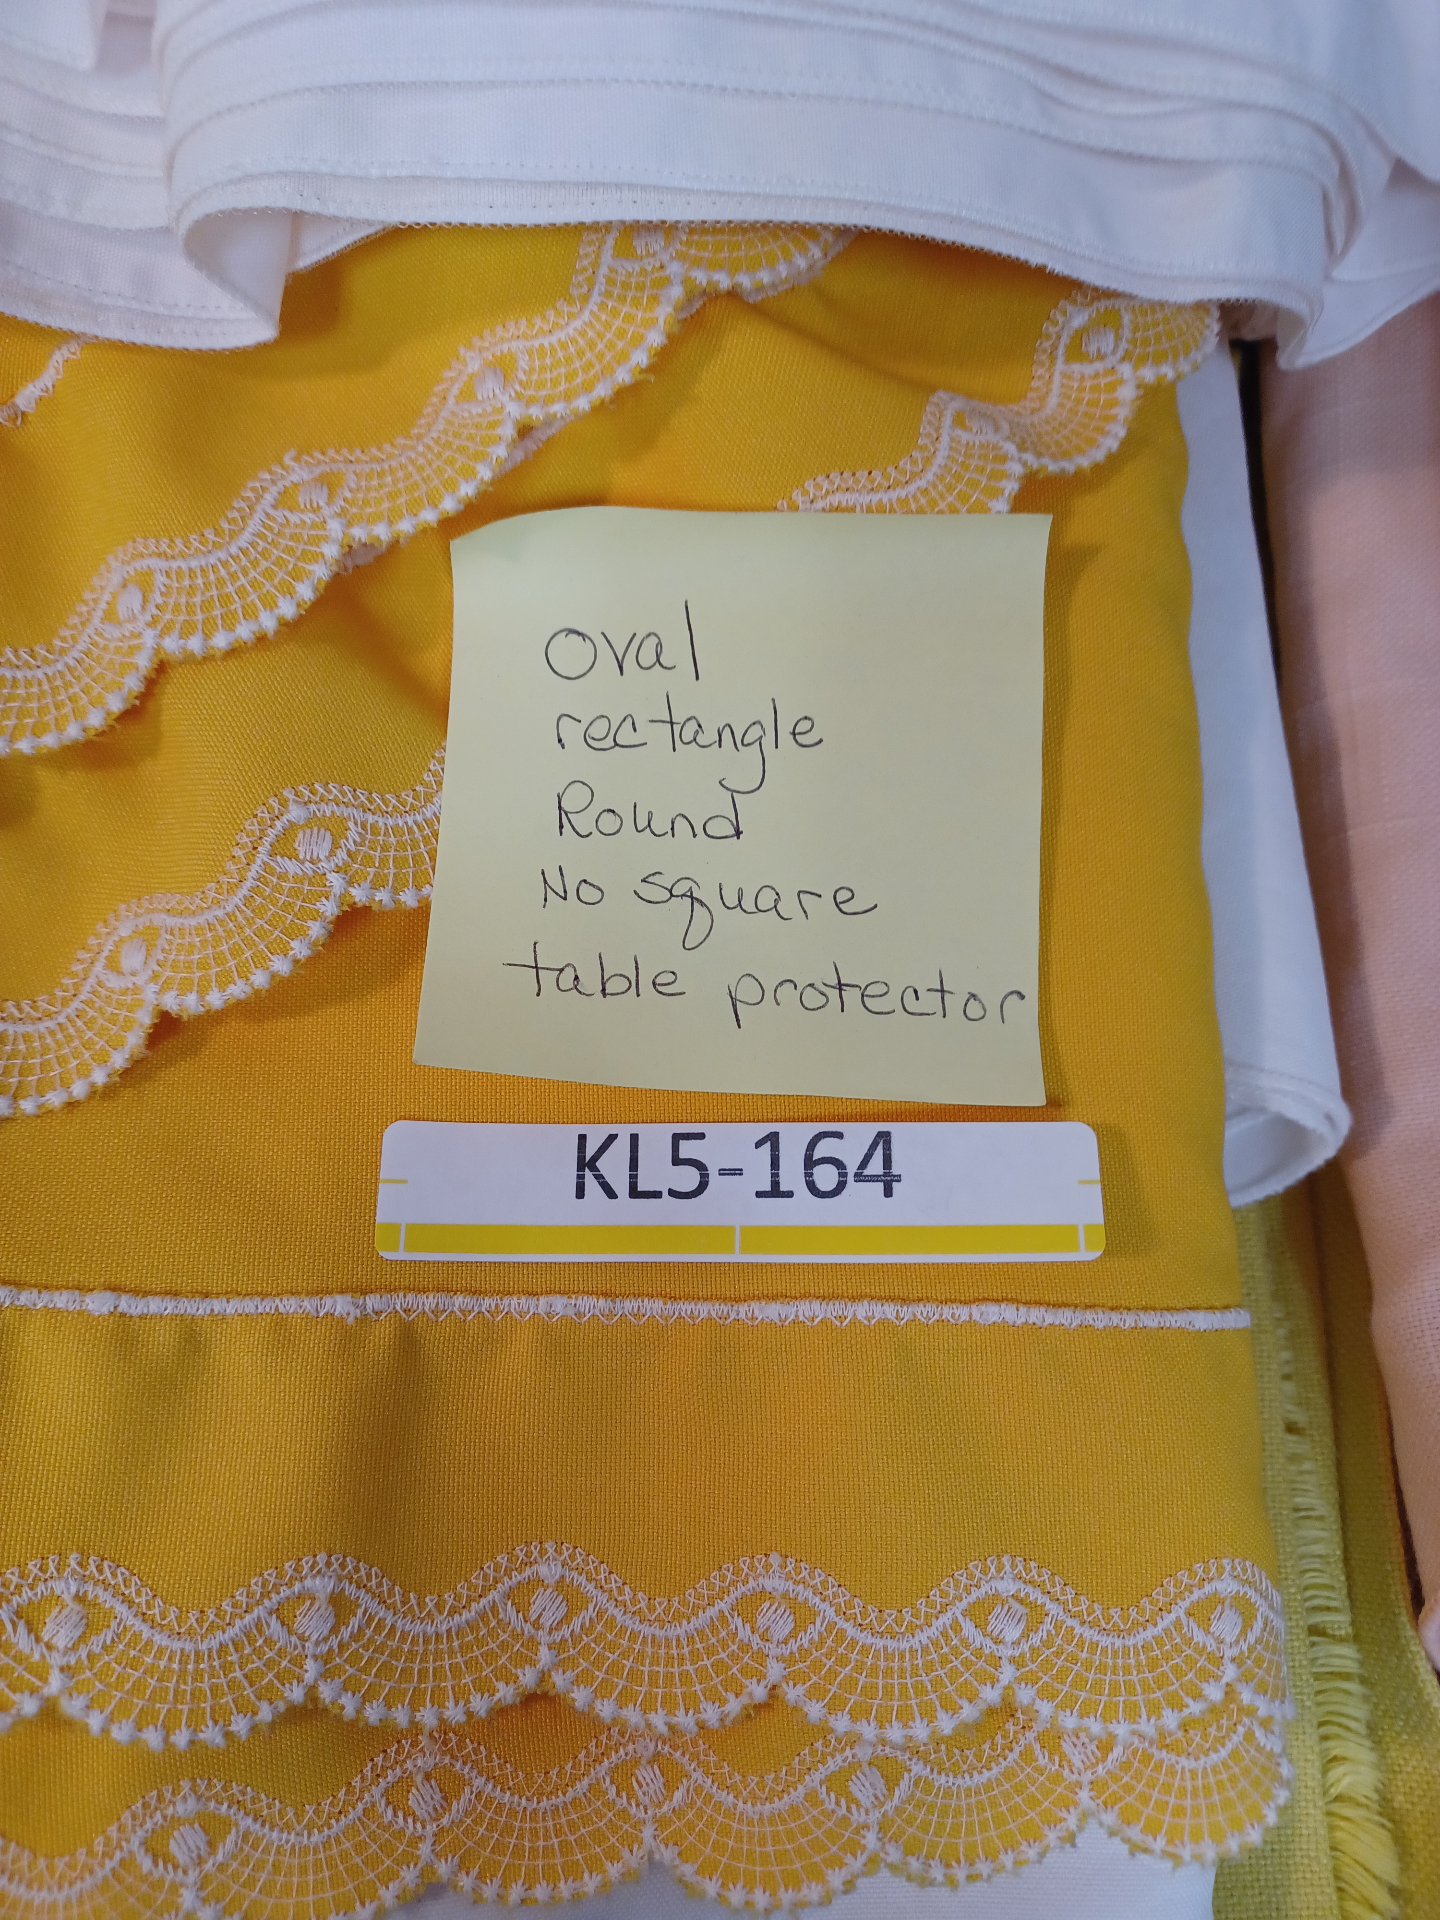 Oval
rectangle
Round
No square
table protector
KL5-164